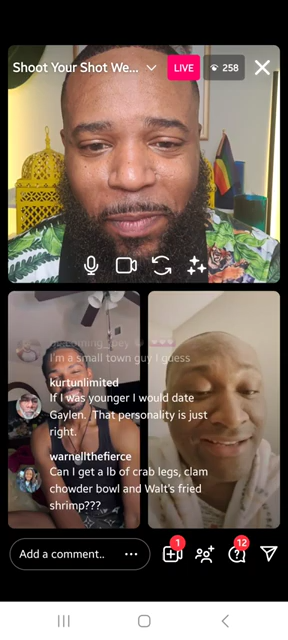 Shoot Your Shot We...
LIVE
258
I'm a small town guy I guess
kurtunlimited
If I was younger I would date
Gaylen. That personality is just
right.
warnellthefierce
Can I get a lb of crab legs, clam
chowder bowl and Walt's fried
shrimp???
Add a comment..
1
12